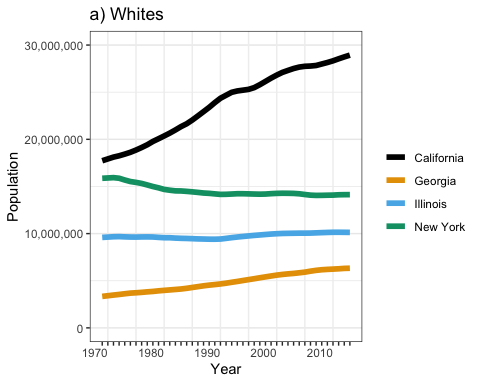 a) Whites
30,000,000
20,000,000
10,000,000
0
Population
1970 1980 1990 2000 2010
Year
California
Georgia
Illinois
New York